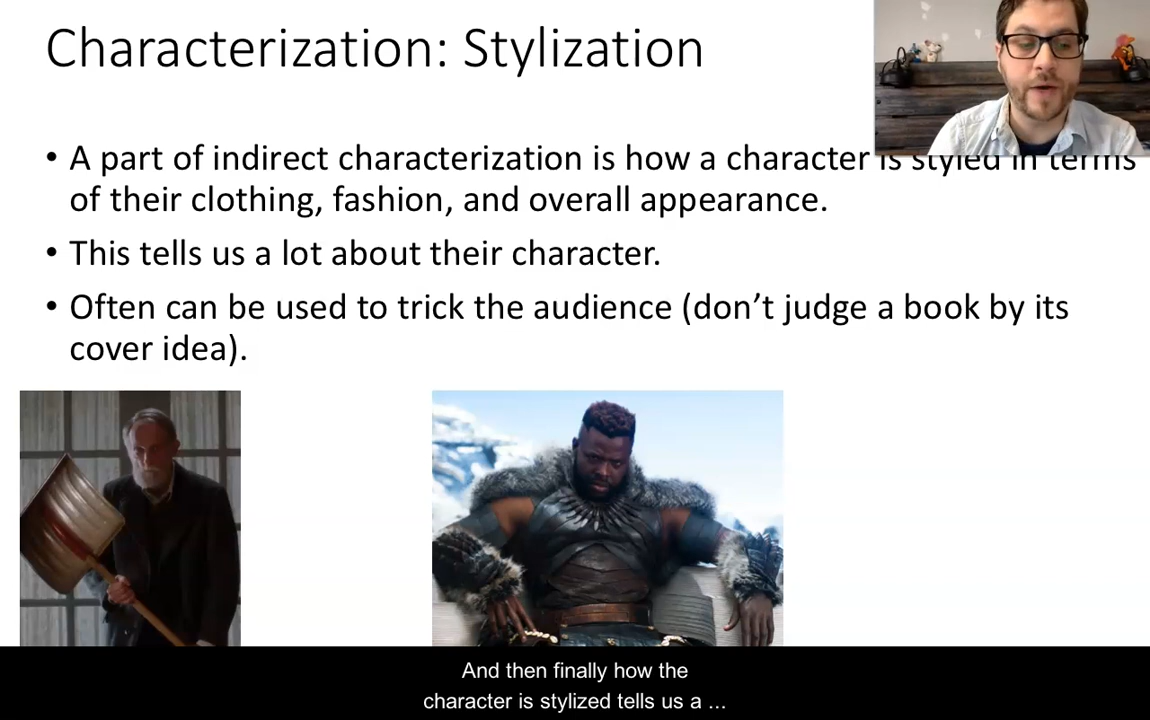 Characterization: Stylization
• A part of indirect characterization is how a character is styled in terms
of their clothing, fashion, and overall appearance.
• This tells us a lot about their character.
• Often can be used to trick the audience (don’t judge a book by its
cover idea).
And then finally how the
character is stylized tells us a ...